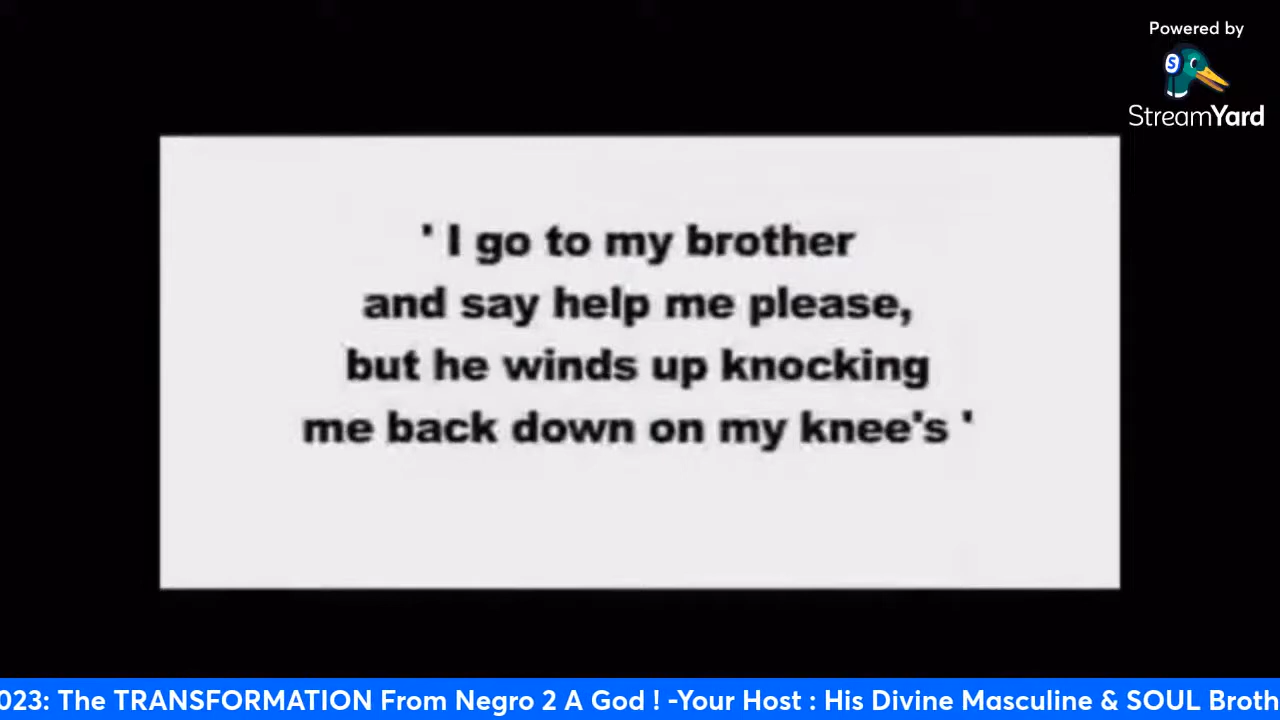 Powered by
StreamYard
' I go to my brother
and say help me please,
but he winds up knocking
me back down on my knee's '
023: The TRANSFORMATION From Negro 2 A God ! -Your Host : His Divine Masculine & SOUL Broth